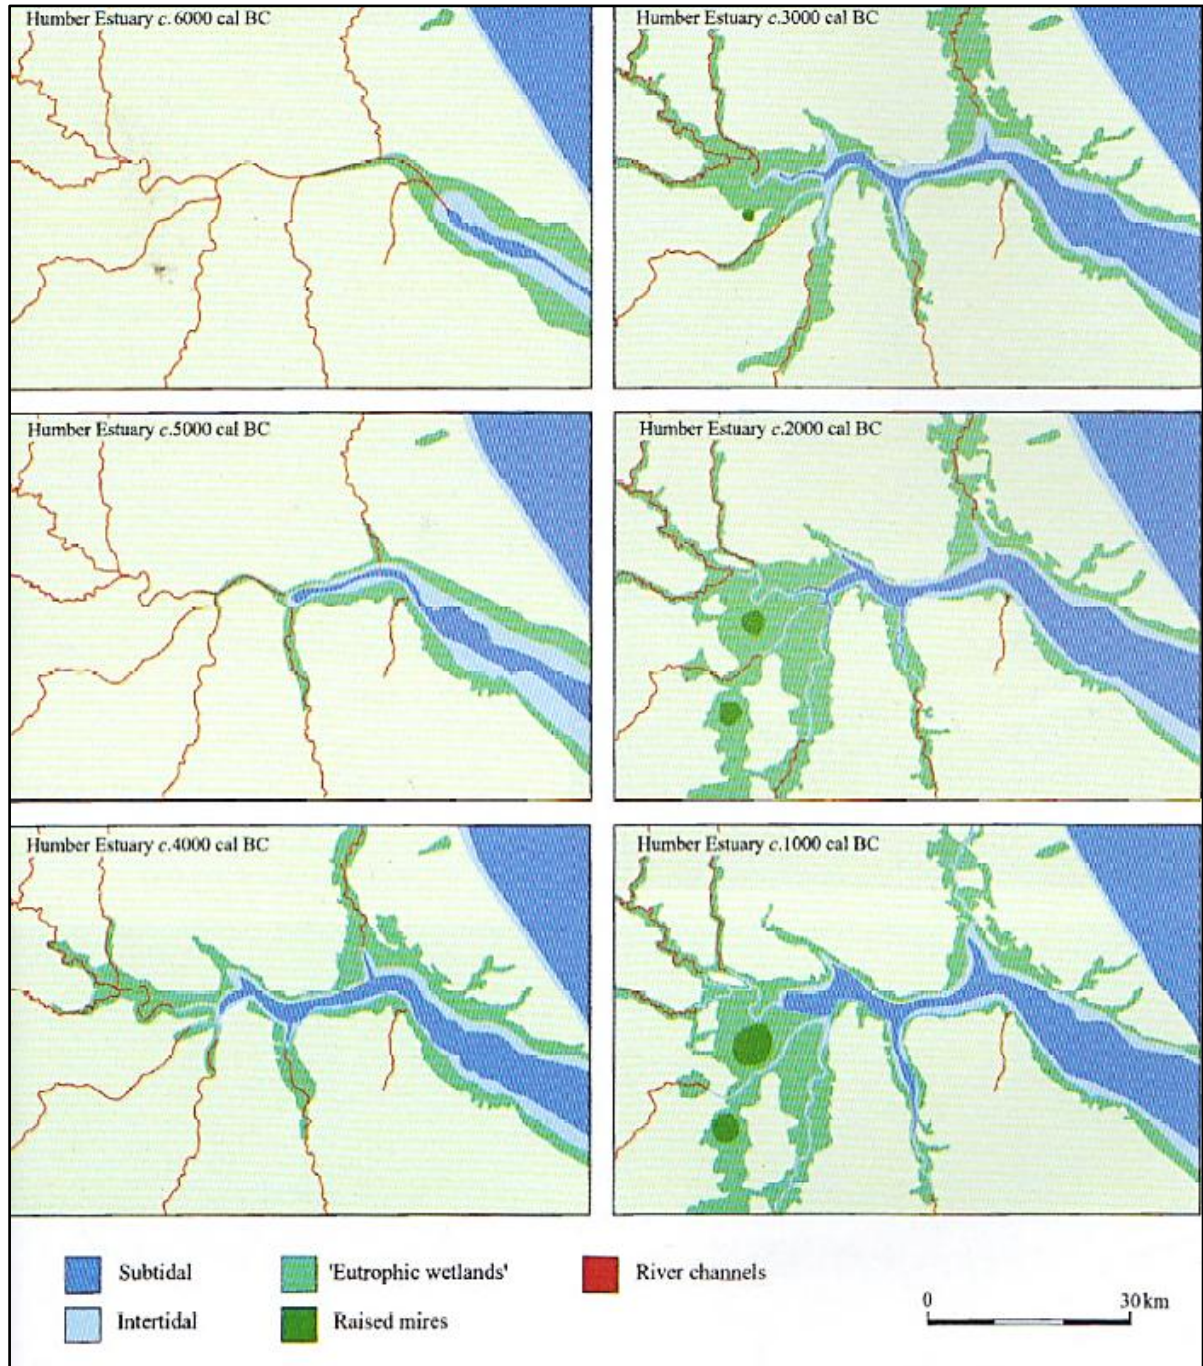 Humber Estuary c.6000 cal BC
Humber Estuary c.3000 cal BC
Humber Estuary c.5000 cal BC
Humber Estuary c.2000 cal BC
Humber Estuary c.4000 cal BC
Humber Estuary c.1000 cal BC
Subtidal
'Eutrophic wetlands'
River channels
Intertidal
Raised mires
0
30 km